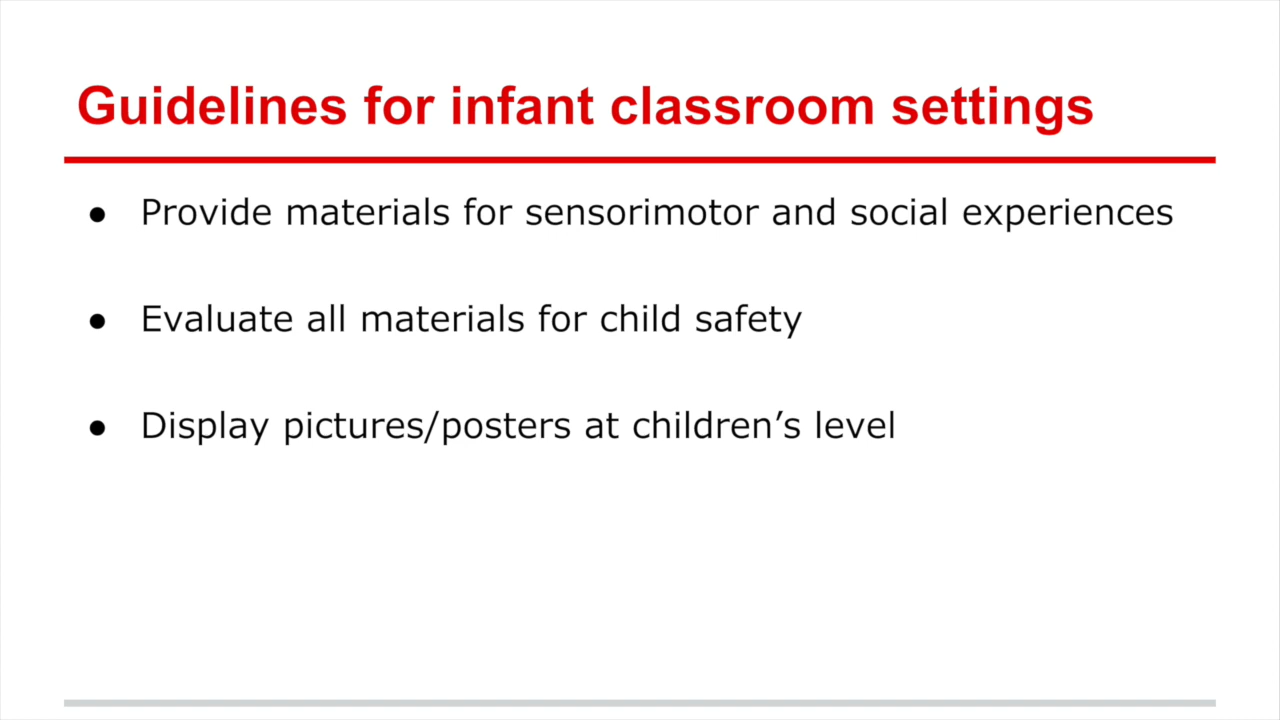 Guidelines for infant classroom settings
● Provide materials for sensorimotor and social experiences
● Evaluate all materials for child safety
● Display pictures/posters at children’s level